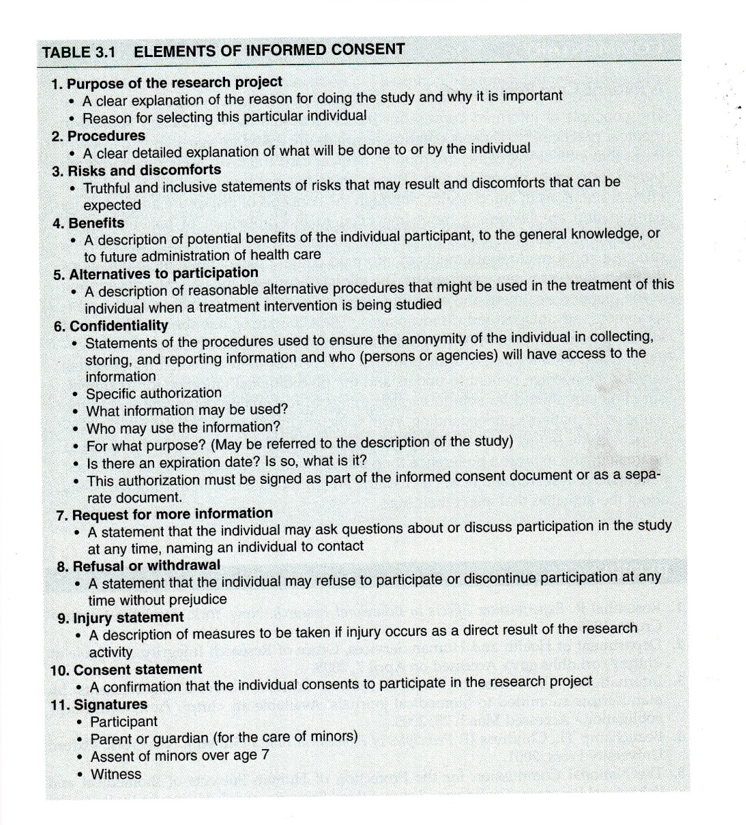 TABLE 3.1 ELEMENTS OF INFORMED CONSENT
1. Purpose of the research project
• A clear explanation of the reason for doing the study and why it is important
• Reason for selecting this particular individual
2. Procedures
• A clear detailed explanation of what will be done to or by the individual
3. Risks and discomforts
• Truthful and inclusive statements of risks that may result and discomforts that can be
expected
4. Benefits
• A description of potential benefits of the individual participant, to the general knowledge, or
to future administration of health care
5. Alternatives to participation
• A description of reasonable alternative procedures that might be used in the treatment of this
individual when a treatment intervention is being studied
6. Confidentiality
• Statements of the procedures used to ensure the anonymity of the individual in collecting,
storing, and reporting information and who (persons or agencies) will have access to the
information
• Specific authorization
• What information may be used?
• Who may use the information?
• For what purpose? (May be referred to the description of the study)
• Is there an expiration date? Is so, what is it?
• This authorization must be signed as part of the informed consent document or as a sepa-
rate document.
7. Request for more information
• A statement that the individual may ask questions about or discuss participation in the study
at any time, naming an individual to contact
8. Refusal or withdrawal
• A statement that the individual may refuse to participate or discontinue participation at any
time without prejudice
9. Injury statement
• A description of measures to be taken if injury occurs as a direct result of the research
activity
10. Consent statement
• A confirmation that the individual consents to participate in the research project
11. Signatures
• Participant
• Parent or guardian (for the care of minors)
• Assent of minors over age 7
• Witness